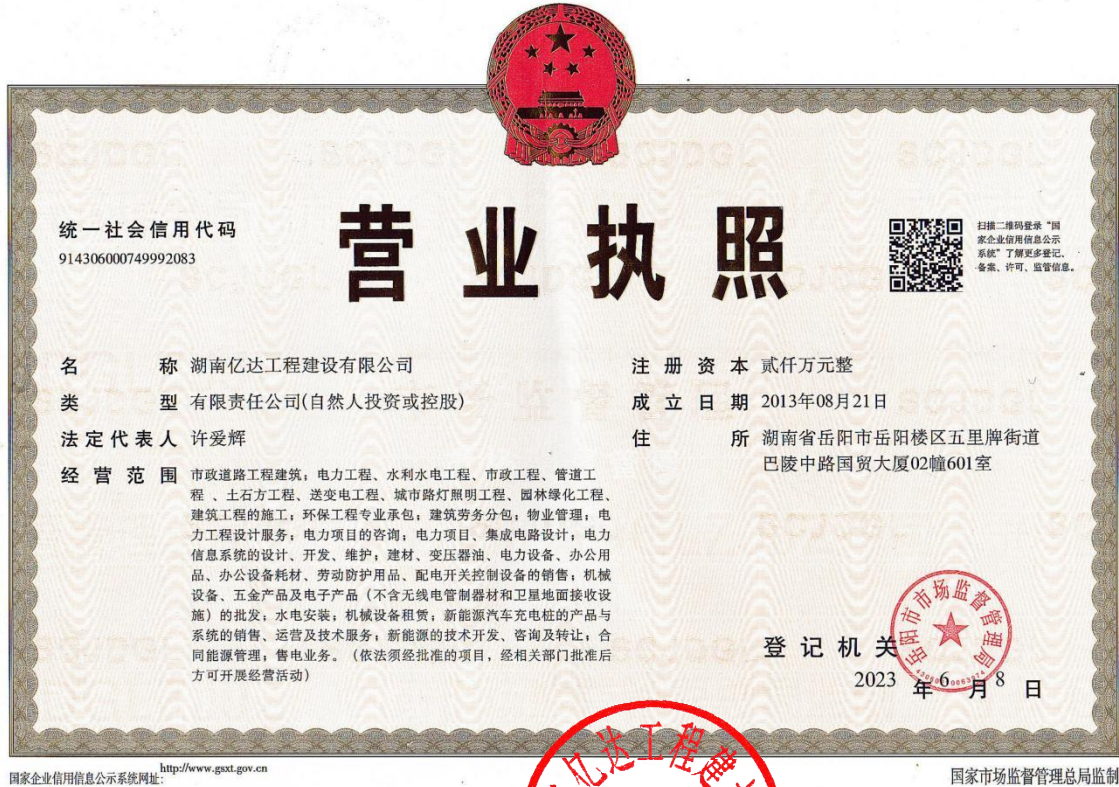 营业执照
统一社会信用代码
914306000749992083
扫描二维码登录“国
家企业信用信息公示
系统”了解更多登记、
备案、许可、监管信息。
名称 湖南亿达工程建设有限公司
类型 有限责任公司(自然人投资或控股)
法定代表人 许爱辉
经营范围 市政道路工程建筑；电力工程、水利水电工程、市政工程、管道工
程 、土石方工程、送变电工程、城市路灯照明工程、园林绿化工程、
建筑工程的施工；环保工程专业承包；建筑劳务分包；物业管理；电
力工程设计服务；电力项目的咨询；电力项目、集成电路设计；电力
信息系统的设计、开发、维护；建材、变压器油、电力设备、办公用
品、办公设备耗材、劳动防护用品、配电开关控制设备的销售；机械
设备、五金产品及电子产品（不含无线电管制器材和卫星地面接收设
施）的批发；水电安装；机械设备租赁；新能源汽车充电桩的产品与
系统的销售、运营及技术服务；新能源的技术开发、咨询及转让；合
同能源管理；售电业务。（依法须经批准的项目，经相关部门批准后
方可开展经营活动）
注册资本 贰仟万元整
成立日期 2013年08月21日
住所 湖南省岳阳市岳阳楼区五里牌街道
巴陵中路国贸大厦02幢601室
登记机关
岳阳市市场监督管理局
2023 年 6 月 8 日
亿达工程建
国家企业信用信息公示系统网址： http://www.gsxt.gov.cn
国家市场监督管理总局监制